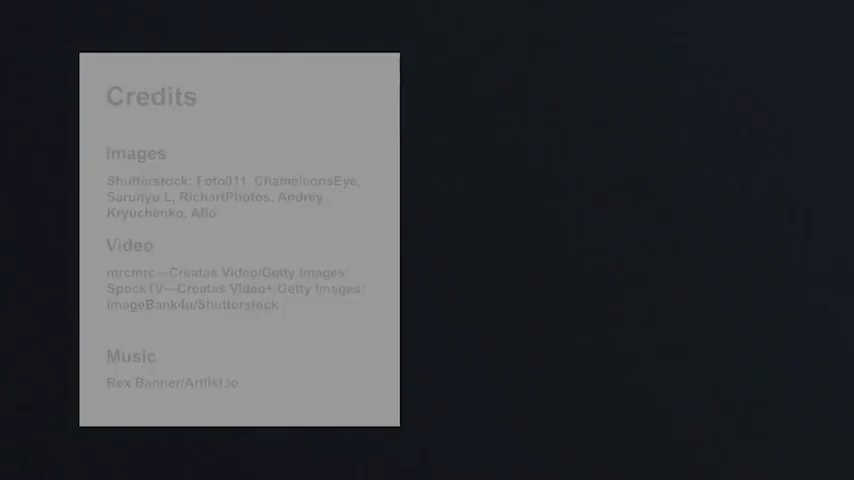 Credits
Images
Shutterstock: Foto011, ChameleonsEye,
Sarunyu L, RichartPhotos, Andrey
Kryuchenko, Aflo
Video
mrcmrc—Creatas Video/Getty Images;
SpockTV—Creatas Video+/Getty Images;
ImageBank4u/Shutterstock
Music
Rex Banner/Artlist.io